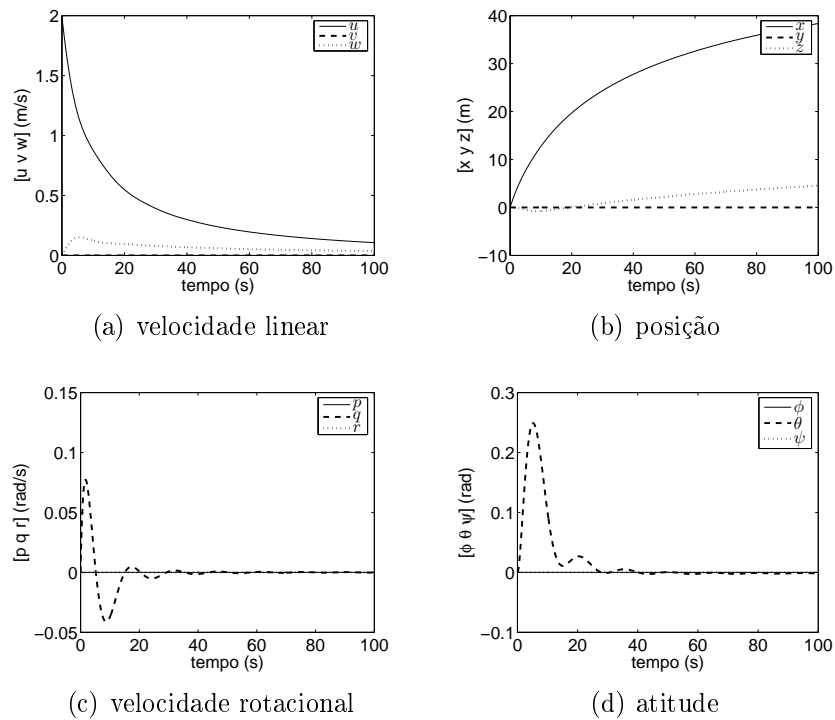 2
1.5
1
0.5
0
0 20 40 60 80 100
[u v w] (m/s)
tempo (s)
u
v
w
(a) velocidade linear
40
30
20
10
0
−10
0 20 40 60 80 100
[x y z] (m)
tempo (s)
x
y
z
(b) posição
0.15
0.1
0.05
0
−0.05
0 20 40 60 80 100
[p q r] (rad/s)
tempo (s)
p
q
r
(c) velocidade rotacional
0.3
0.2
0.1
0
−0.1
0 20 40 60 80 100
[ϕ θ ψ] (rad)
tempo (s)
ϕ
θ
ψ
(d) atitude